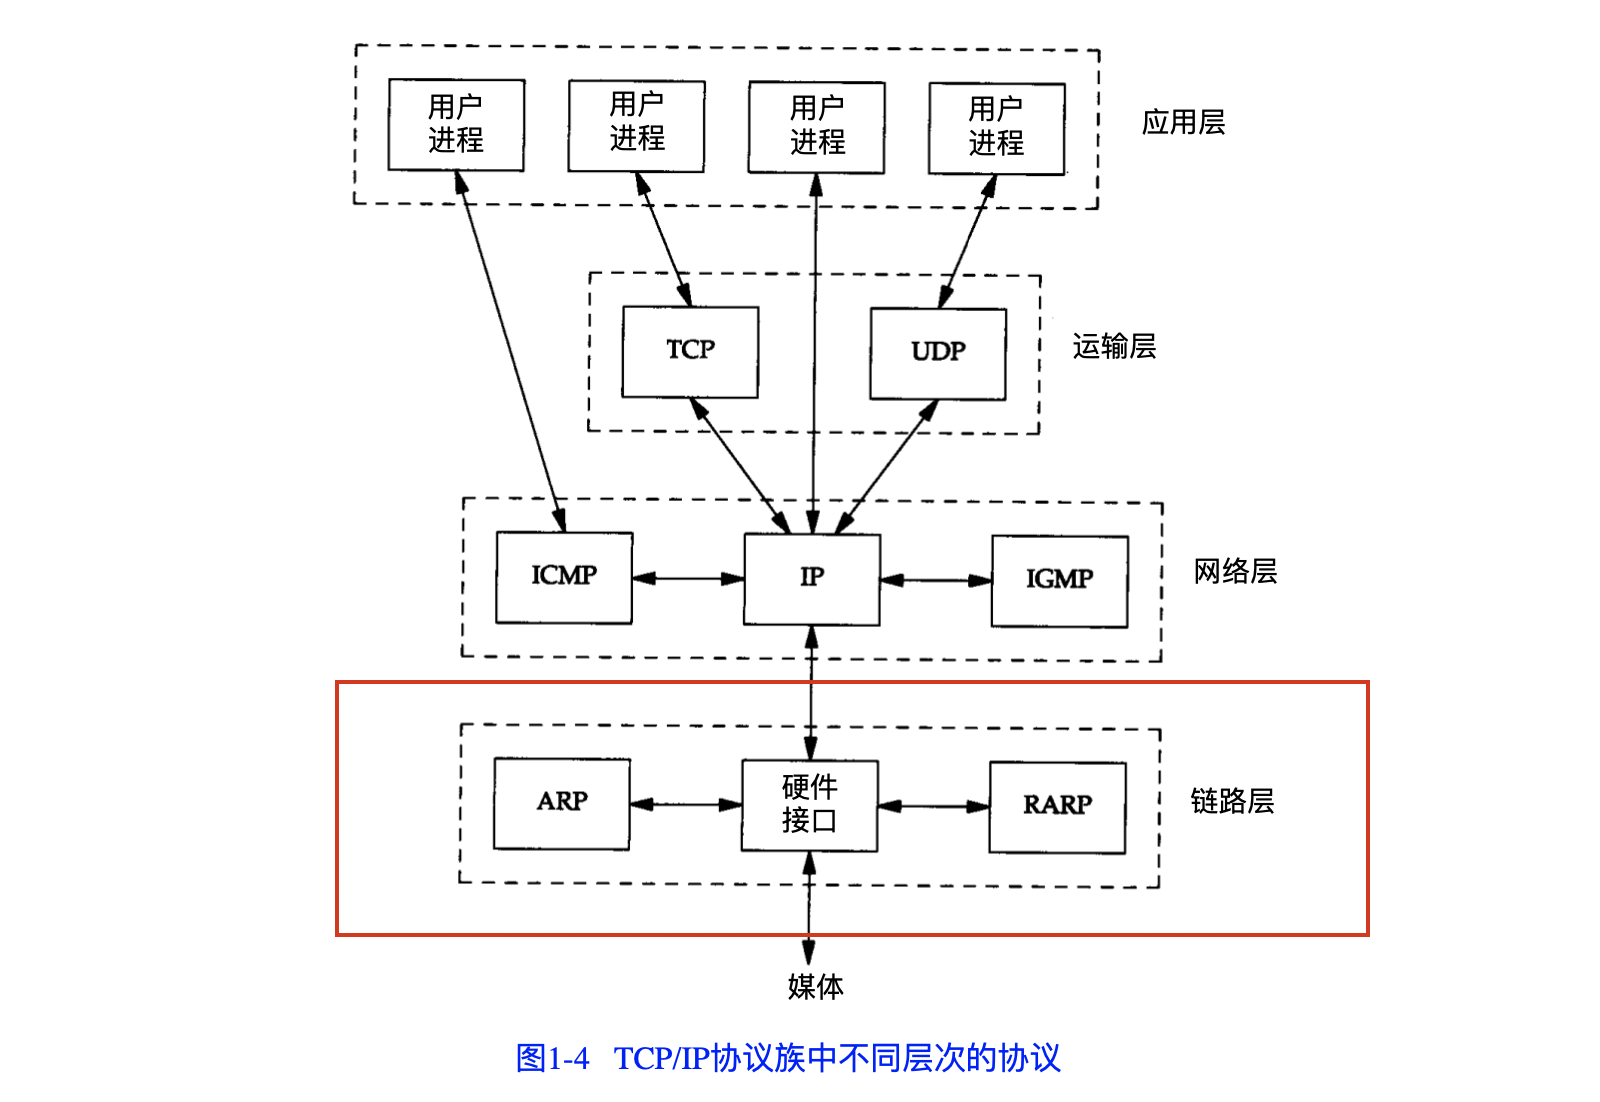 用户 用户 用户 用户
进程 进程 进程 进程
应用层
TCP
UDP
运输层
ICMP
IP
IGMP
网络层
ARP
硬件
接口
RARP
链路层
媒体
图1-4 TCP/IP协议族中不同层次的协议